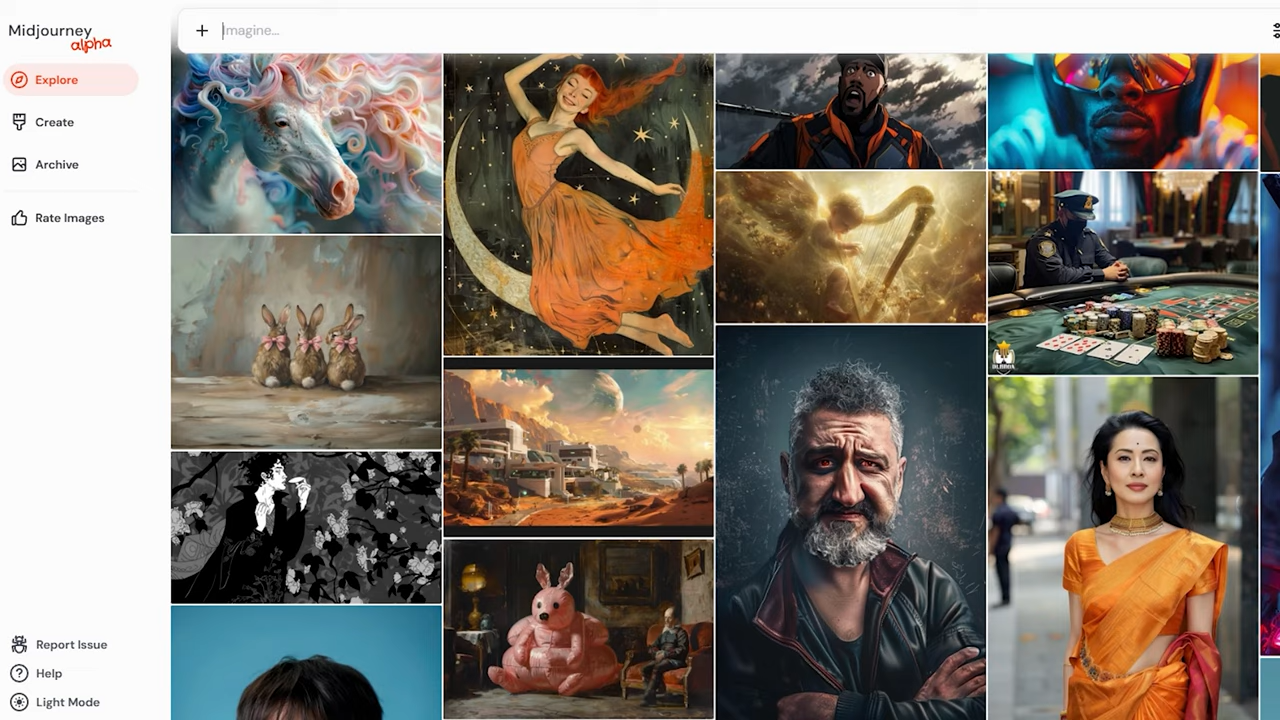 Midjourney
alpha
Imagine...
Explore
Create
Archive
Rate Images
Report Issue
Help
Light Mode